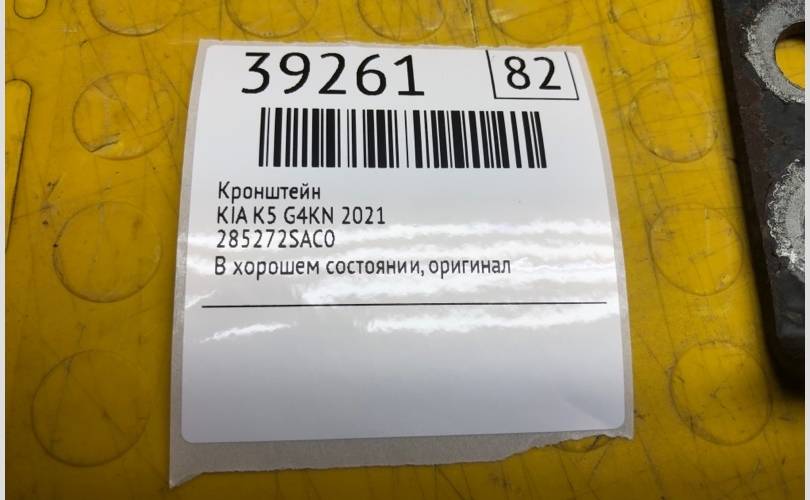 39261
82
Кронштейн
KIA K5 G4KN 2021
285272SAC0
В хорошем состоянии, оригинал